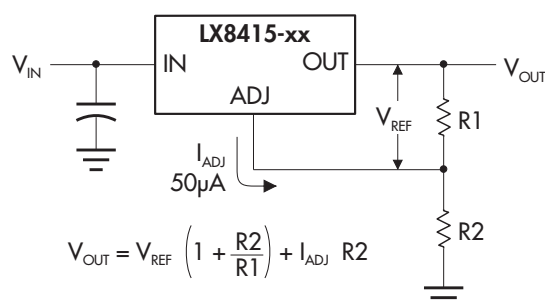 LX8415-xx
V_IN
IN
OUT
V_OUT
ADJ
V_REF
R1
I_ADJ
50µA
R2
V_OUT = V_REF (1 + R2/R1) + I_ADJ R2